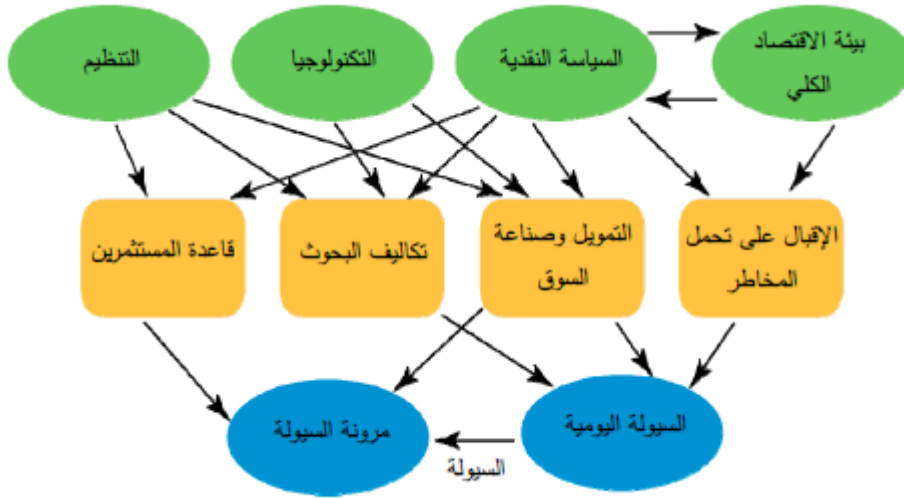 بيئة الاقتصاد
الكلي
السياسة النقدية
التكنولوجيا
التنظيم
الإقبال على تحمل
المخاطر
التمويل وصناعة
السوق
تكاليف البحوث
قاعدة المستثمرين
السيولة اليومية
مرونة السيولة
السيولة